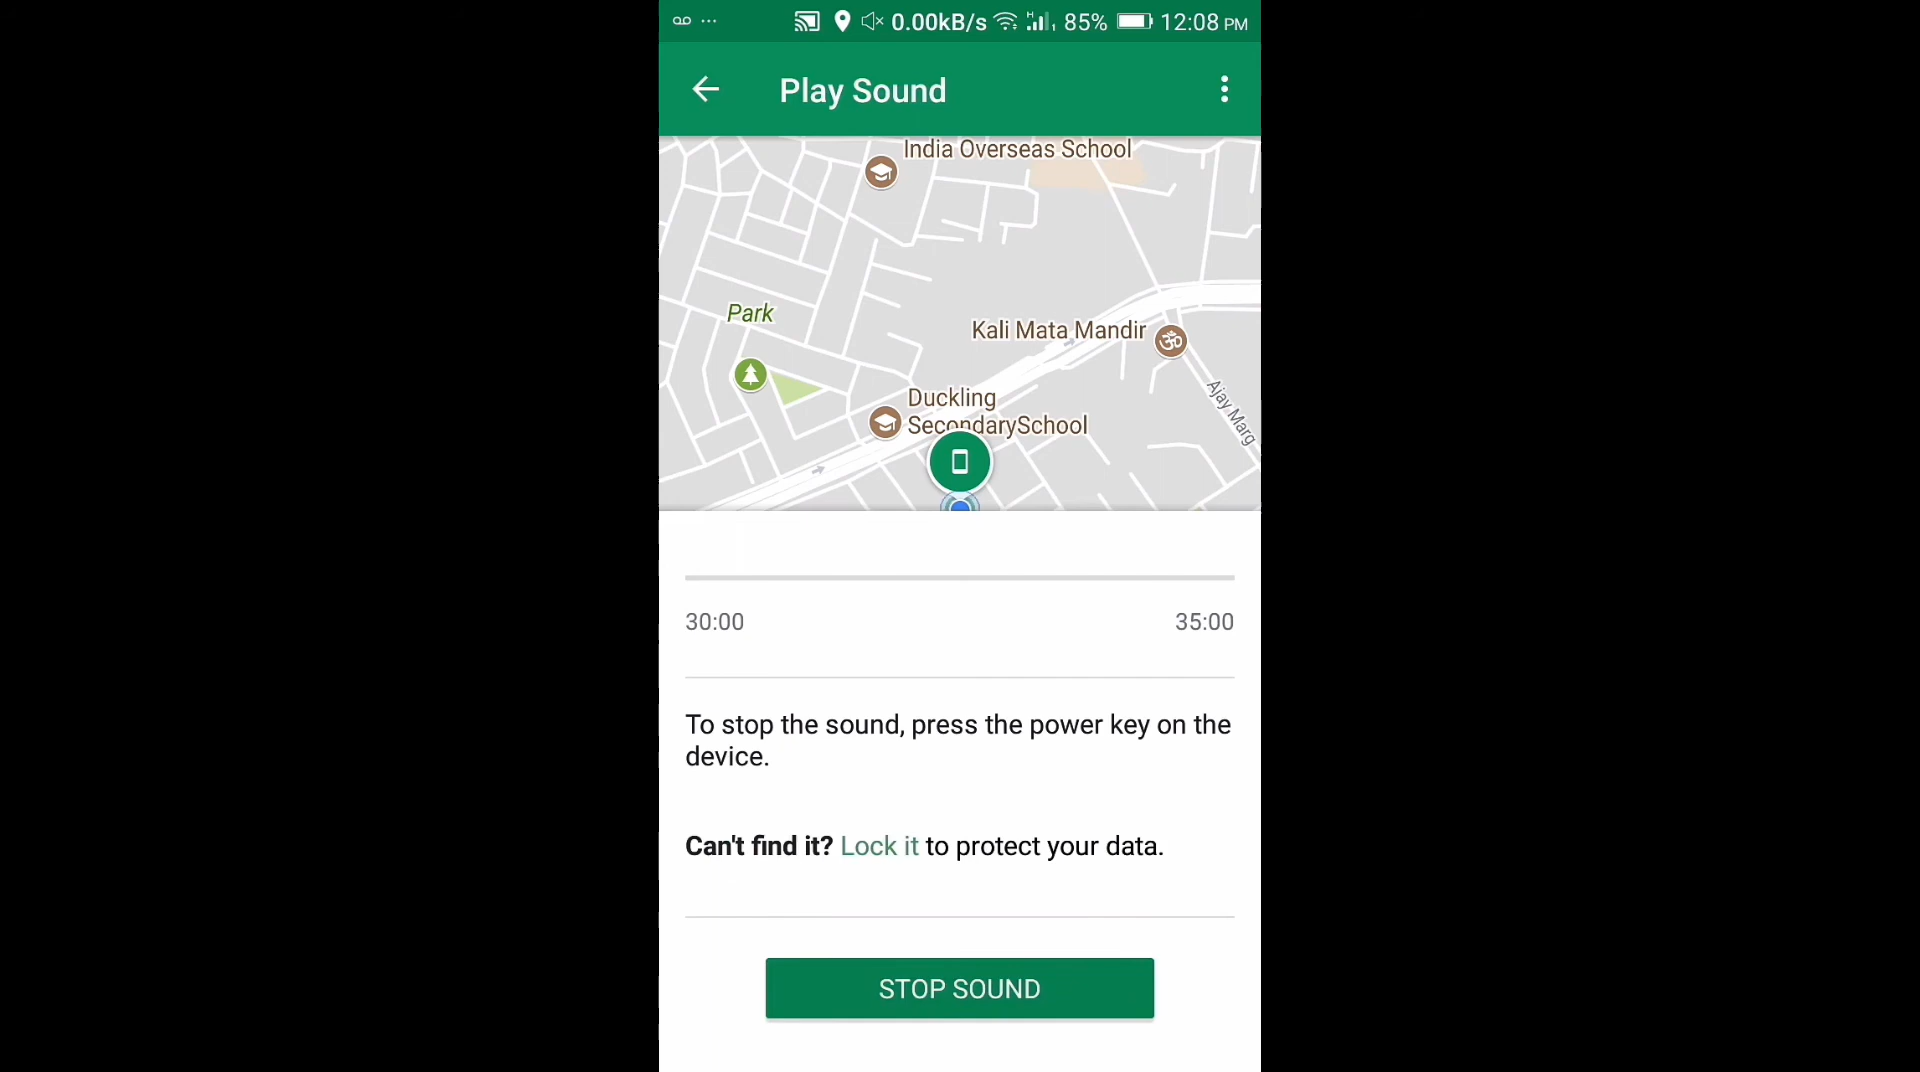 0.00kB/s H 1 85% 12:08 PM
Play Sound
India Overseas School
Park
Kali Mata Mandir
ॐ
Duckling
SecondarySchool
Ajay Marg
30:00 35:00
To stop the sound, press the power key on the
device.
Can't find it? Lock it to protect your data.
STOP SOUND